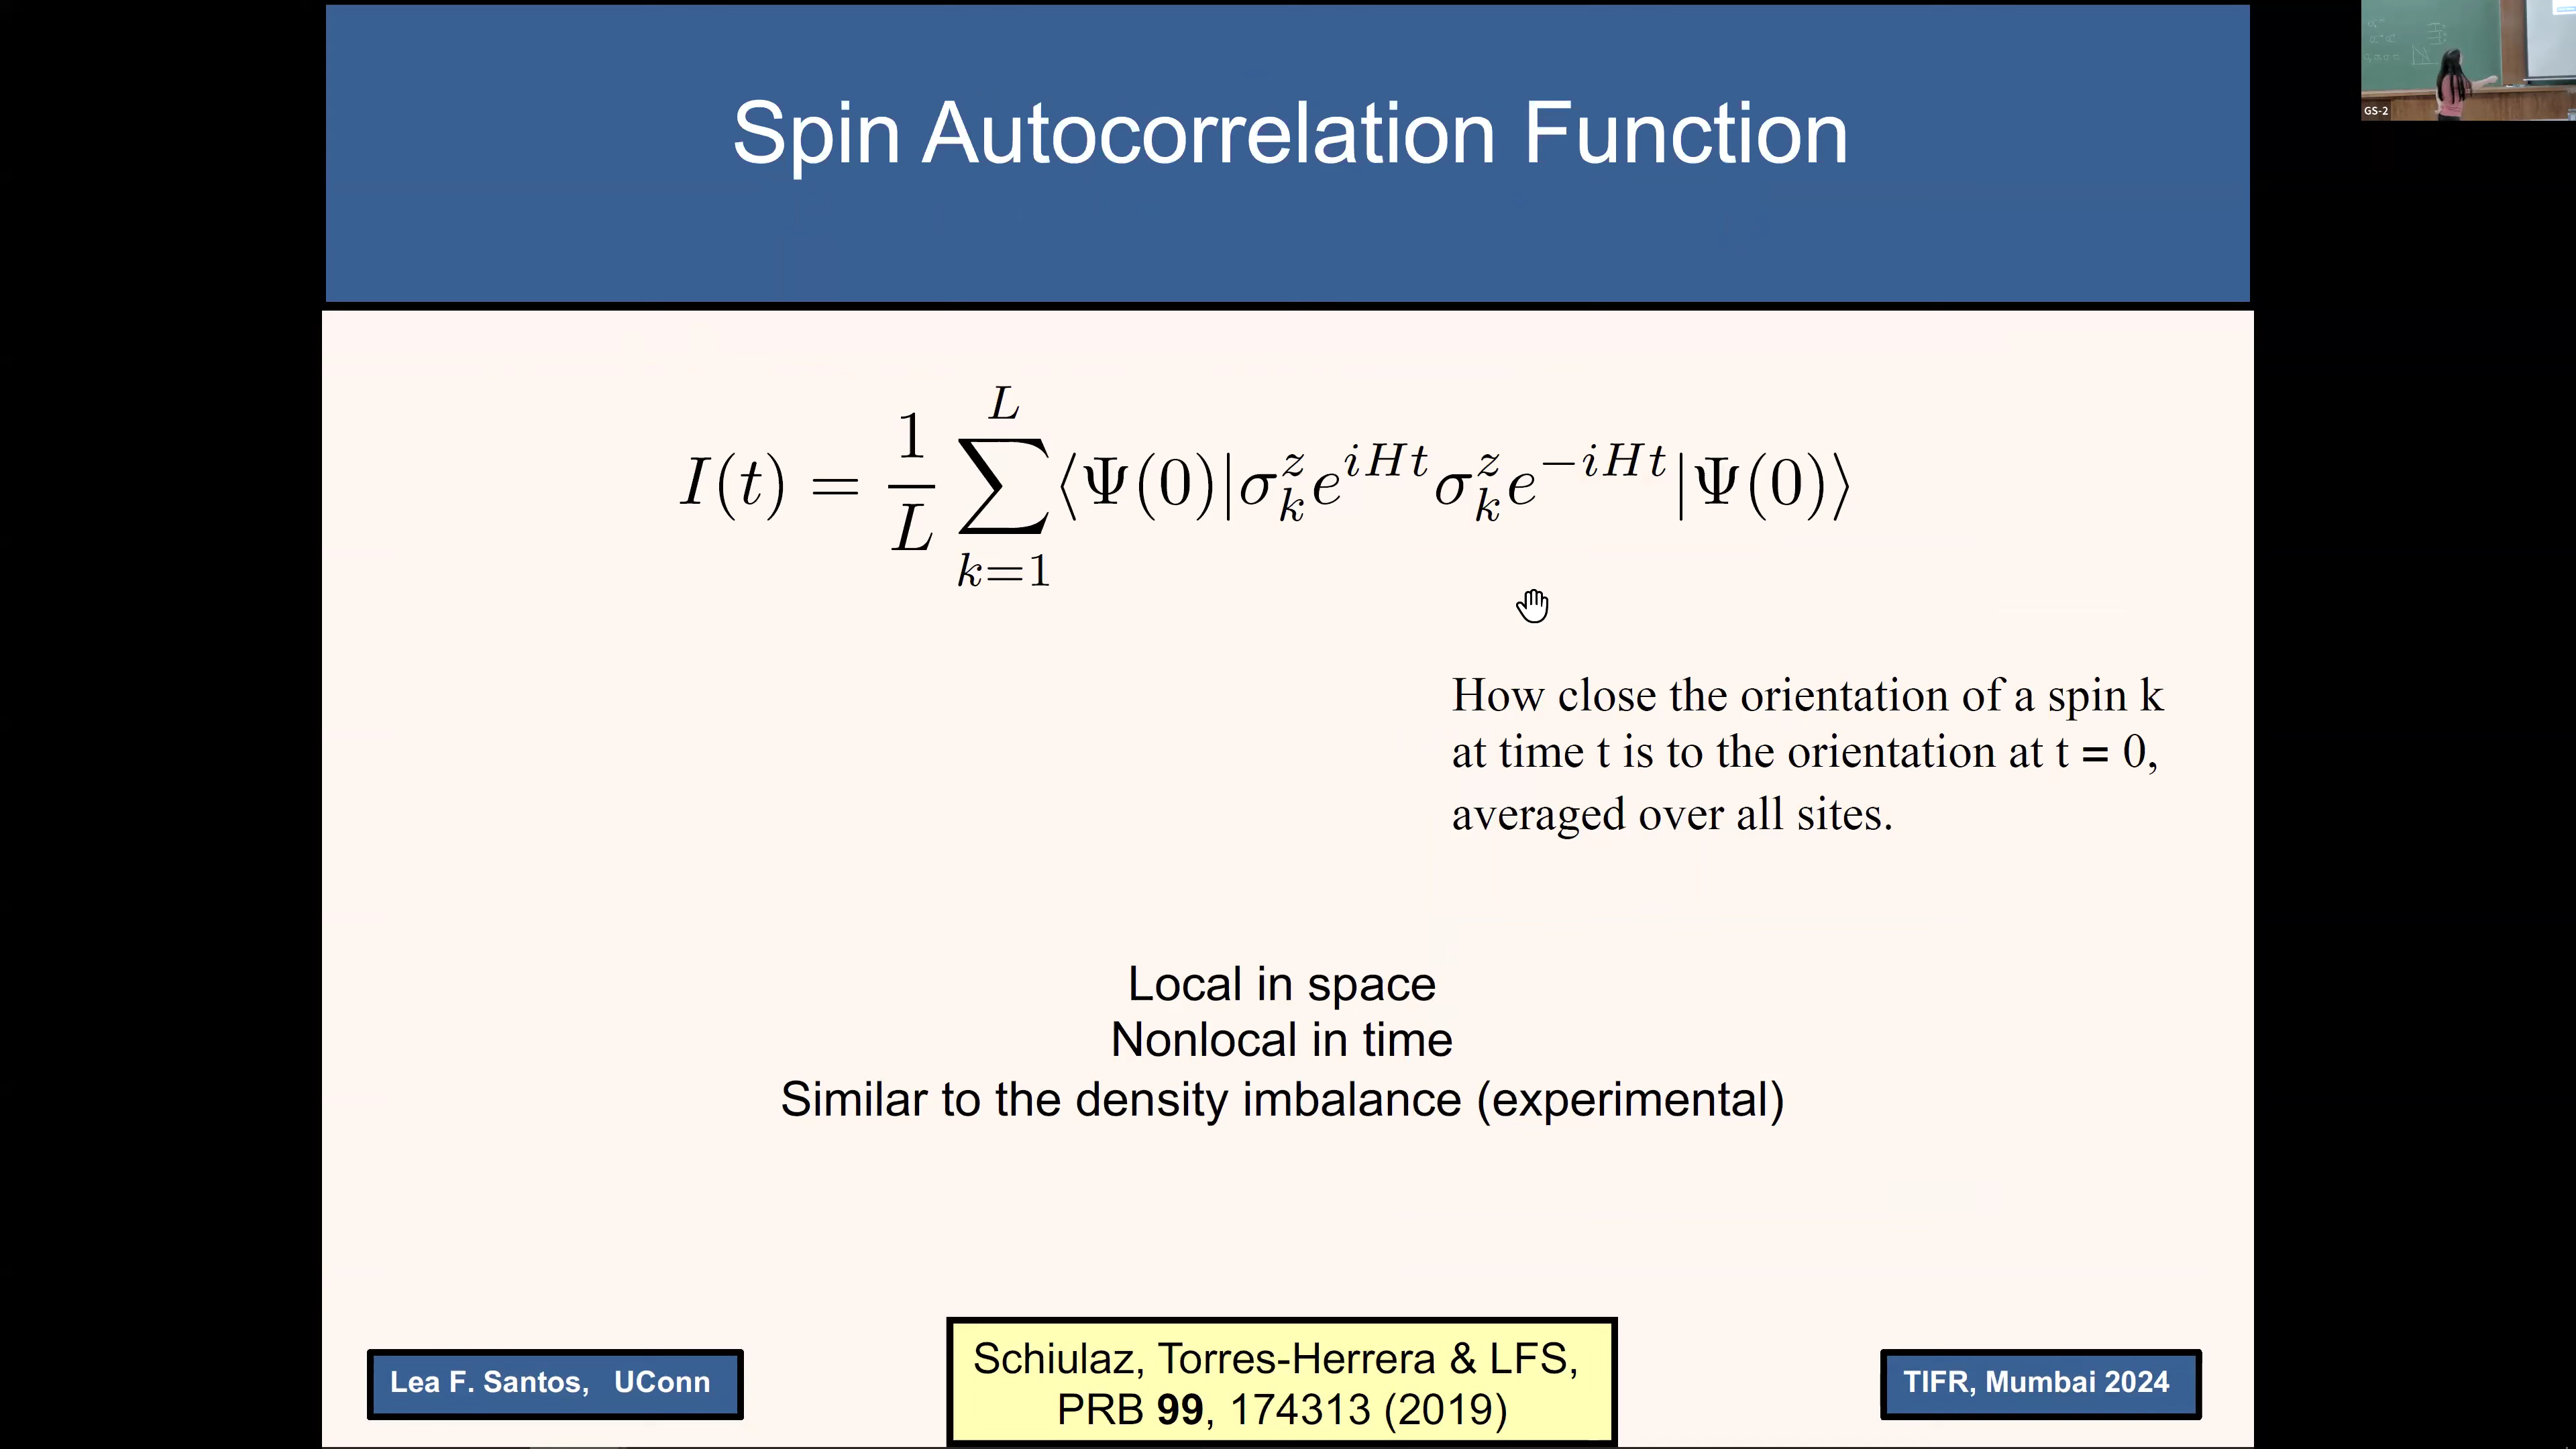 Spin Autocorrelation Function
GS-2
I(t) = \frac{1}{L} \sum_{k=1}^{L} ⟨Ψ(0)|σ_k^z e^{iHt} σ_k^z e^{-iHt}|Ψ(0)⟩
How close the orientation of a spin k
at time t is to the orientation at t = 0,
averaged over all sites.
Local in space
Nonlocal in time
Similar to the density imbalance (experimental)
Lea F. Santos, UConn
Schiulaz, Torres-Herrera & LFS,
PRB 99, 174313 (2019)
TIFR, Mumbai 2024